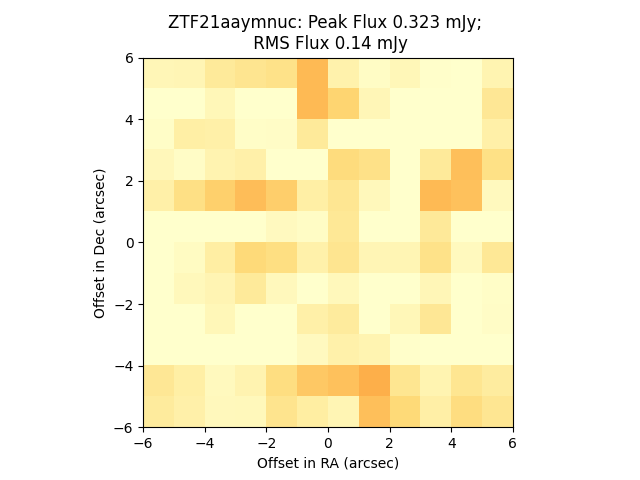 ZTF21aaymnuc: Peak Flux 0.323 mJy;
RMS Flux 0.14 mJy
6
4
2
0
−2
−4
−6
Offset in Dec (arcsec)
−6 −4 −2 0 2 4 6
Offset in RA (arcsec)